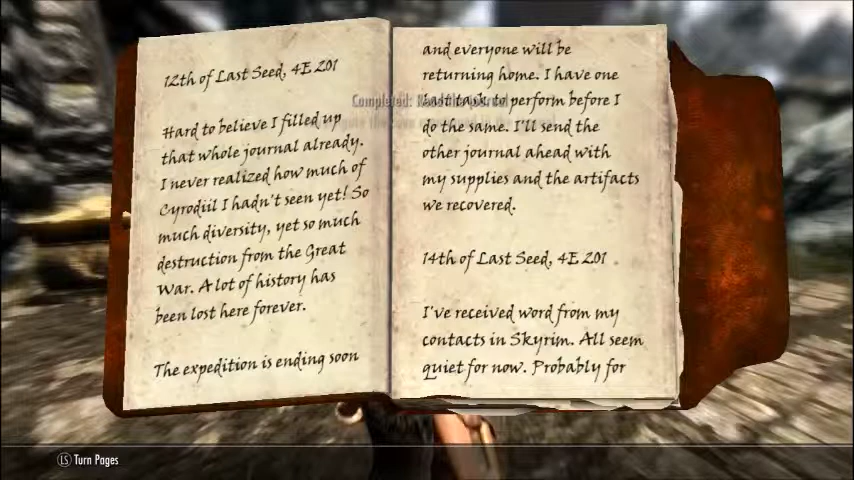 12th of Last Seed, 4E 201
Hard to believe I filled up
that whole journal already.
I never realized how much of
Cyrodiil I hadn't seen yet! So
much diversity, yet so much
destruction from the Great
War. A lot of history has
been lost here forever.
The expedition is ending soon
and everyone will be
returning home. I have one
last task to perform before I
do the same. I'll send the
other journal ahead with
my supplies and the artifacts
we recovered.
14th of Last Seed, 4E 201
I've received word from my
contacts in Skyrim. All seem
quiet for now. Probably for
Completed:
LS Turn Pages